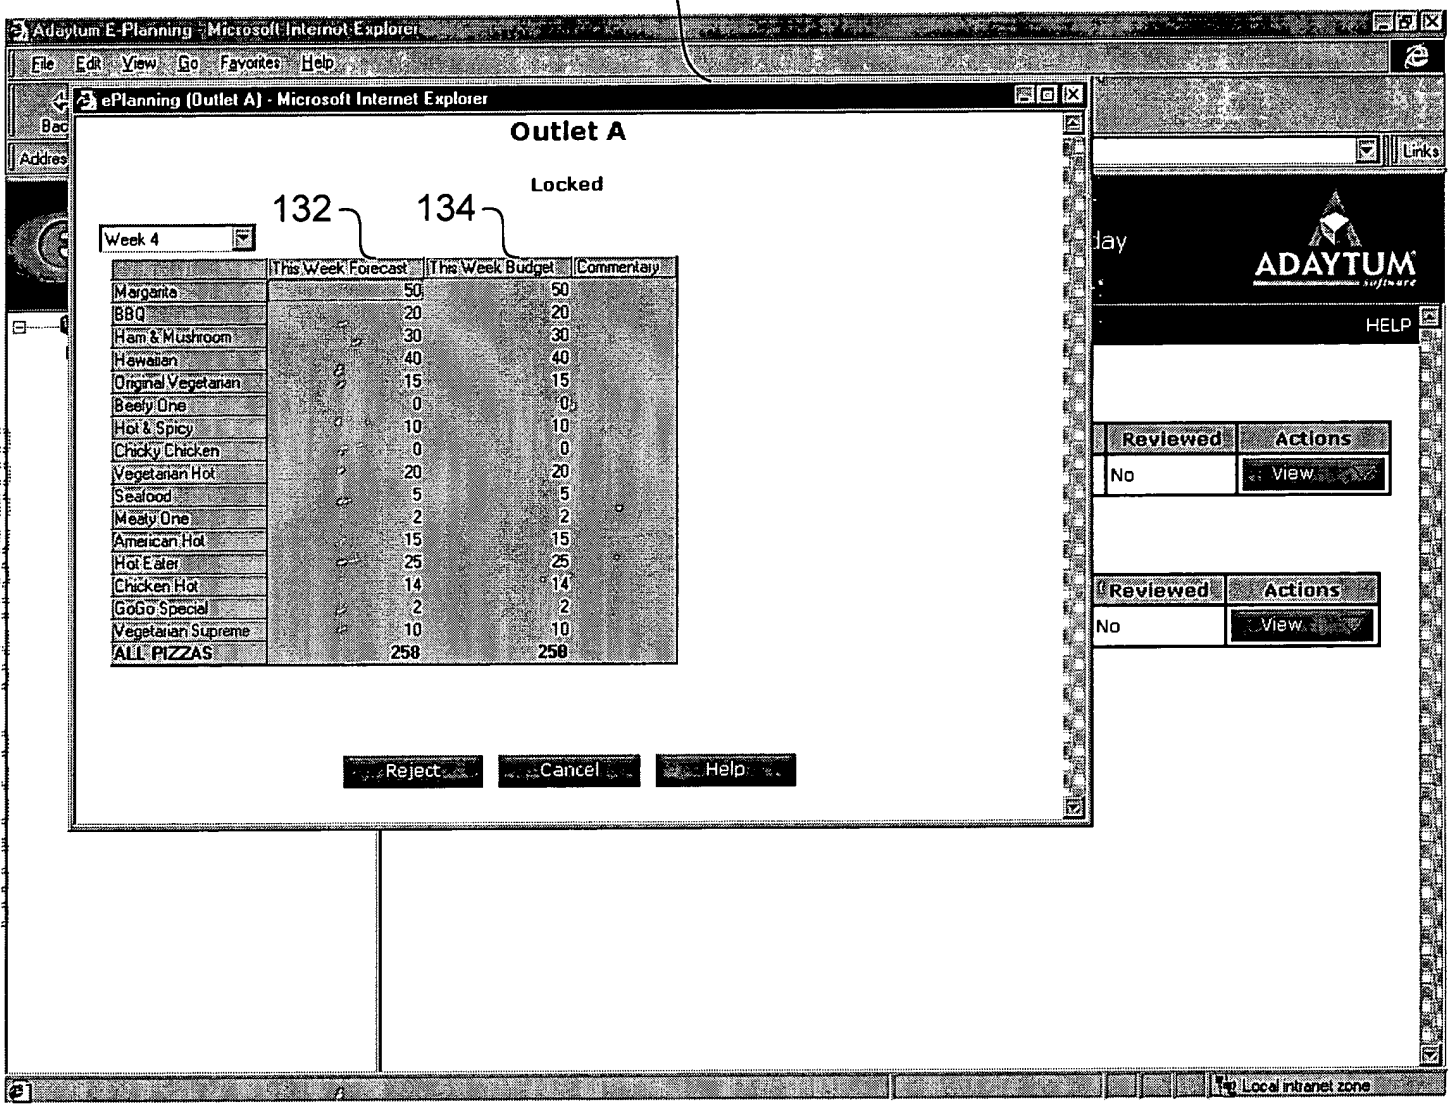 Adaytum E-Planning - Microsoft Internet Explorer
File Edit View Go Favorites Help
ePlanning (Outlet A) - Microsoft Internet Explorer
Bac
Addres
Links
Outlet A
Locked
132 134
Week 4
day
ADAYTUM®
software
HELP
This Week Forecast This Week Budget Commentary
Margarita 50 50
BBQ 20 20
Ham & Mushroom 30 30
Hawaiian 40 40
Original Vegetarian 15 15
Beefy One 0 0
Hot & Spicy 10 10
Chicky Chicken 0 0
Vegetarian Hot 20 20
Seafood 5 5
Meaty One 2 2
American Hot 15 15
Hot Eater 25 25
Chicken Hot 14 14
GoGo Special 2 2
Vegetarian Supreme 10 10
ALL PIZZAS 258 258
Reviewed Actions
No View
Reviewed Actions
No View
Reject Cancel Help
Local intranet zone